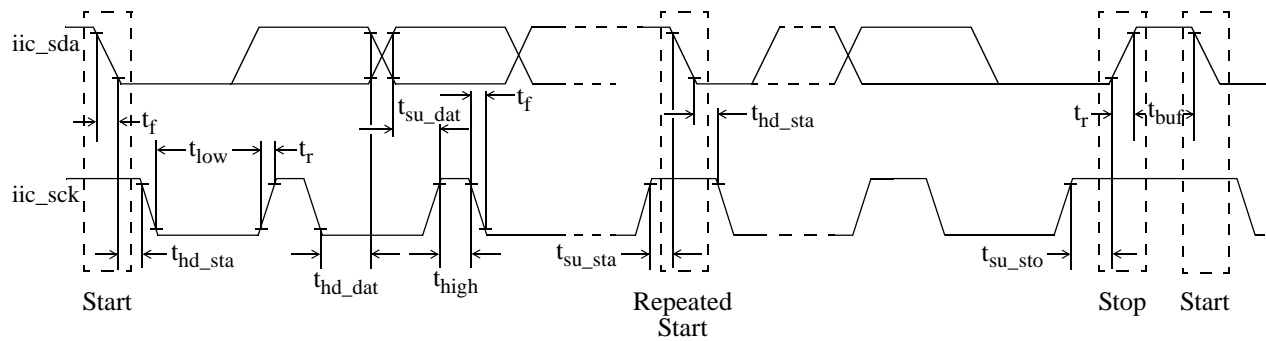 iic_sda
t_f
t_su_dat
t_f
t_hd_sta
t_r
t_buf
t_low
t_r
iic_sck
t_hd_sta
t_hd_dat
t_high
t_su_sta
t_su_sto
Start
Repeated
Start
Stop
Start